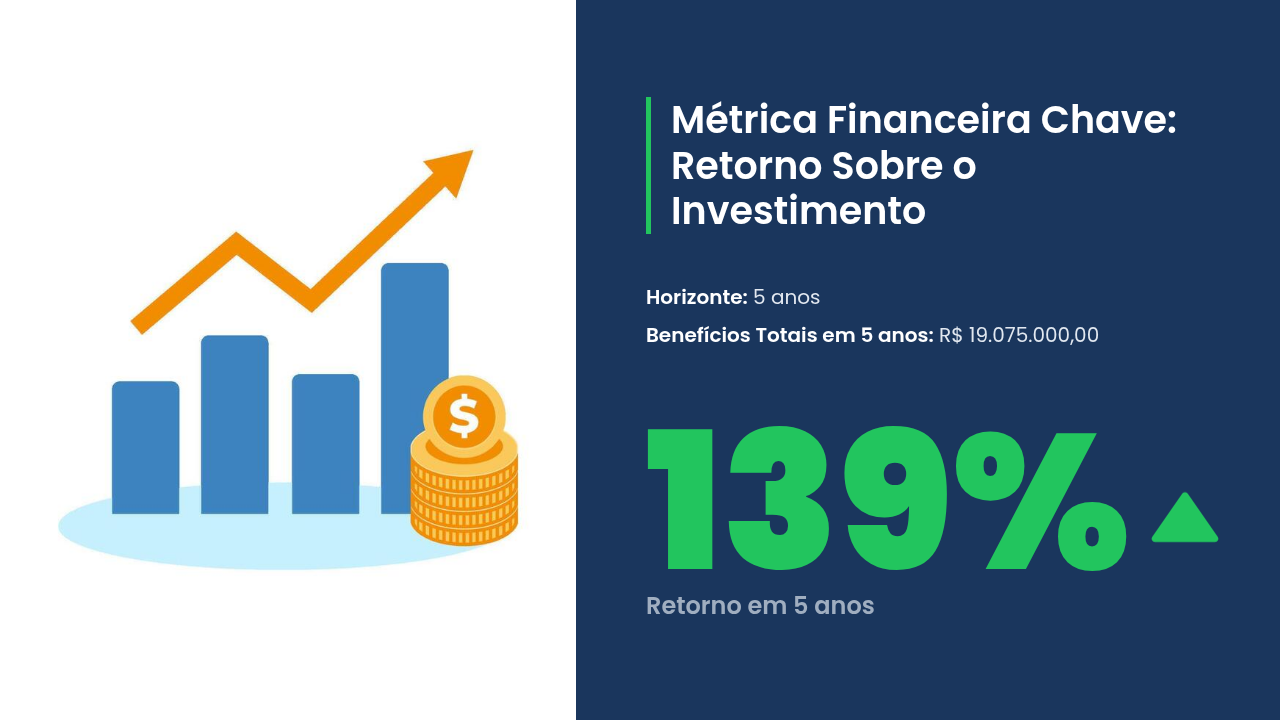 Métrica Financeira Chave:
Retorno Sobre o
Investimento
Horizonte: 5 anos
Benefícios Totais em 5 anos: R$ 19.075.000,00
139%
Retorno em 5 anos
$